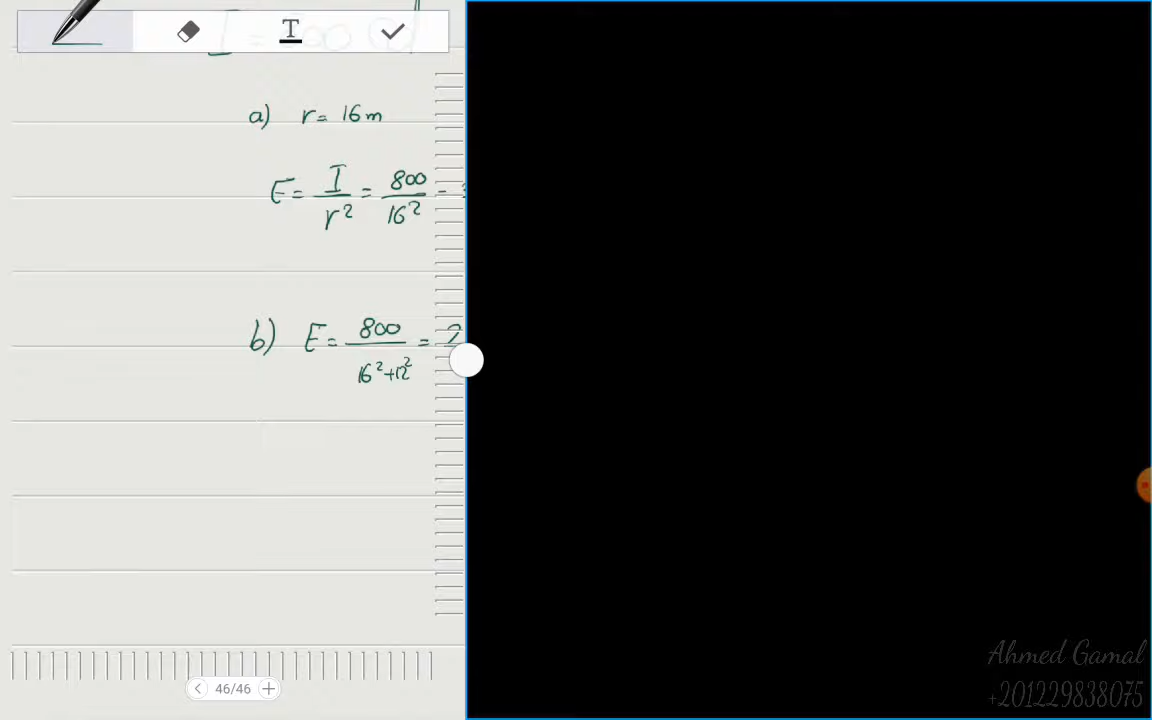 T
a) r = 16 m
E = I / r² = 800 / 16² =
b) E = 800 / 16² + 12² =
46/46
Ahmed Gamal
+201229838075